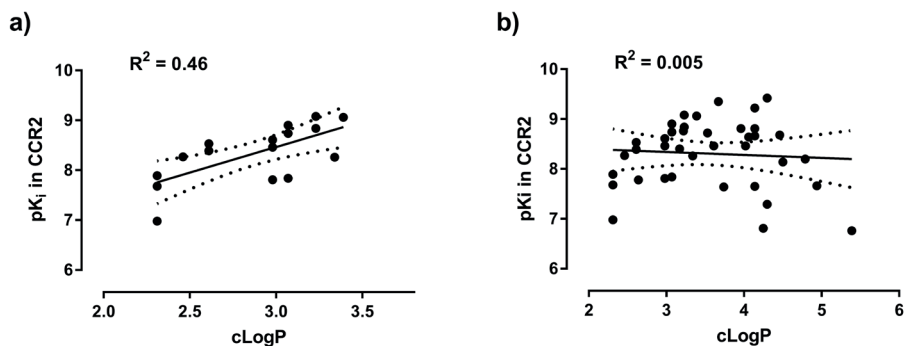 a)
R² = 0.46
10
9
8
7
6
pKᵢ in CCR2
2.0 2.5 3.0 3.5
cLogP
b)
R² = 0.005
10
9
8
7
6
pKi in CCR2
2 3 4 5 6
cLogP